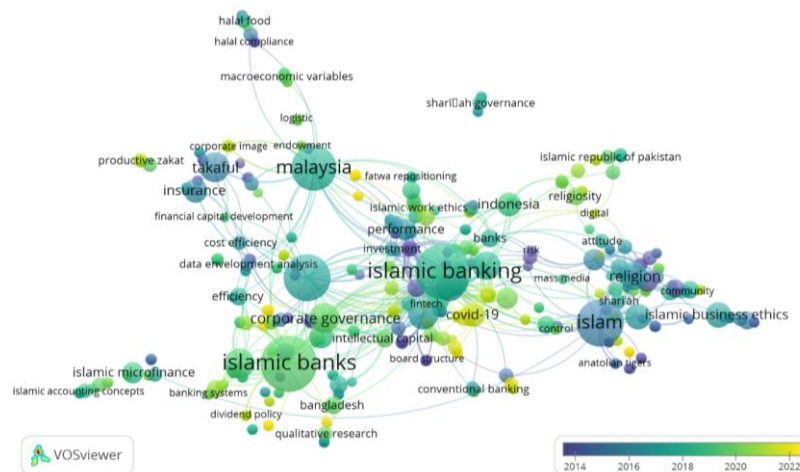 halal food
halal compliance
macroeconomic variables
shari▯ah governance
logistic
corporate image
endowment
productive zakat
takaful
malaysia
islamic republic of pakistan
fatwa repositioning
insurance
religiosity
islamic work ethics
indonesia
digital
financial capital development
performance
cost efficiency
banks
attitude
investment
risk
data envelopment analysis
islamic banking
mass media
religion
community
efficiency
fintech
shari'ah
corporate governance
covid-19
islamic business ethics
control
islam
intellectual capital
board structure
islamic banks
anatolian tigers
islamic microfinance
islamic accounting concepts
banking systems
conventional banking
bangladesh
dividend policy
qualitative research
VOSviewer
2014 2016 2018 2020 2022